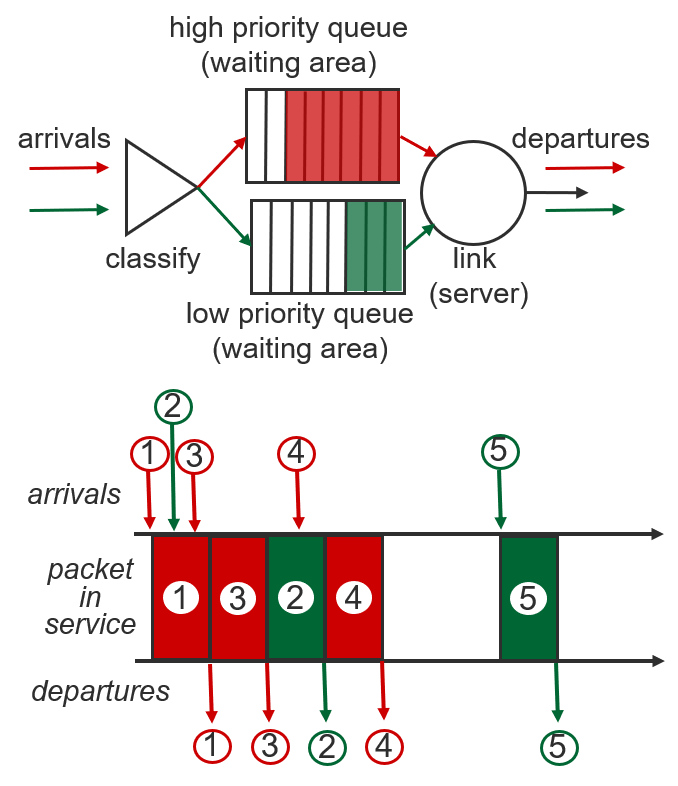 high priority queue
(waiting area)
arrivals
departures
classify
link
(server)
low priority queue
(waiting area)
2
1
3
4
5
arrivals
packet
in
service
1
3
2
4
5
departures
1
3
2
4
5